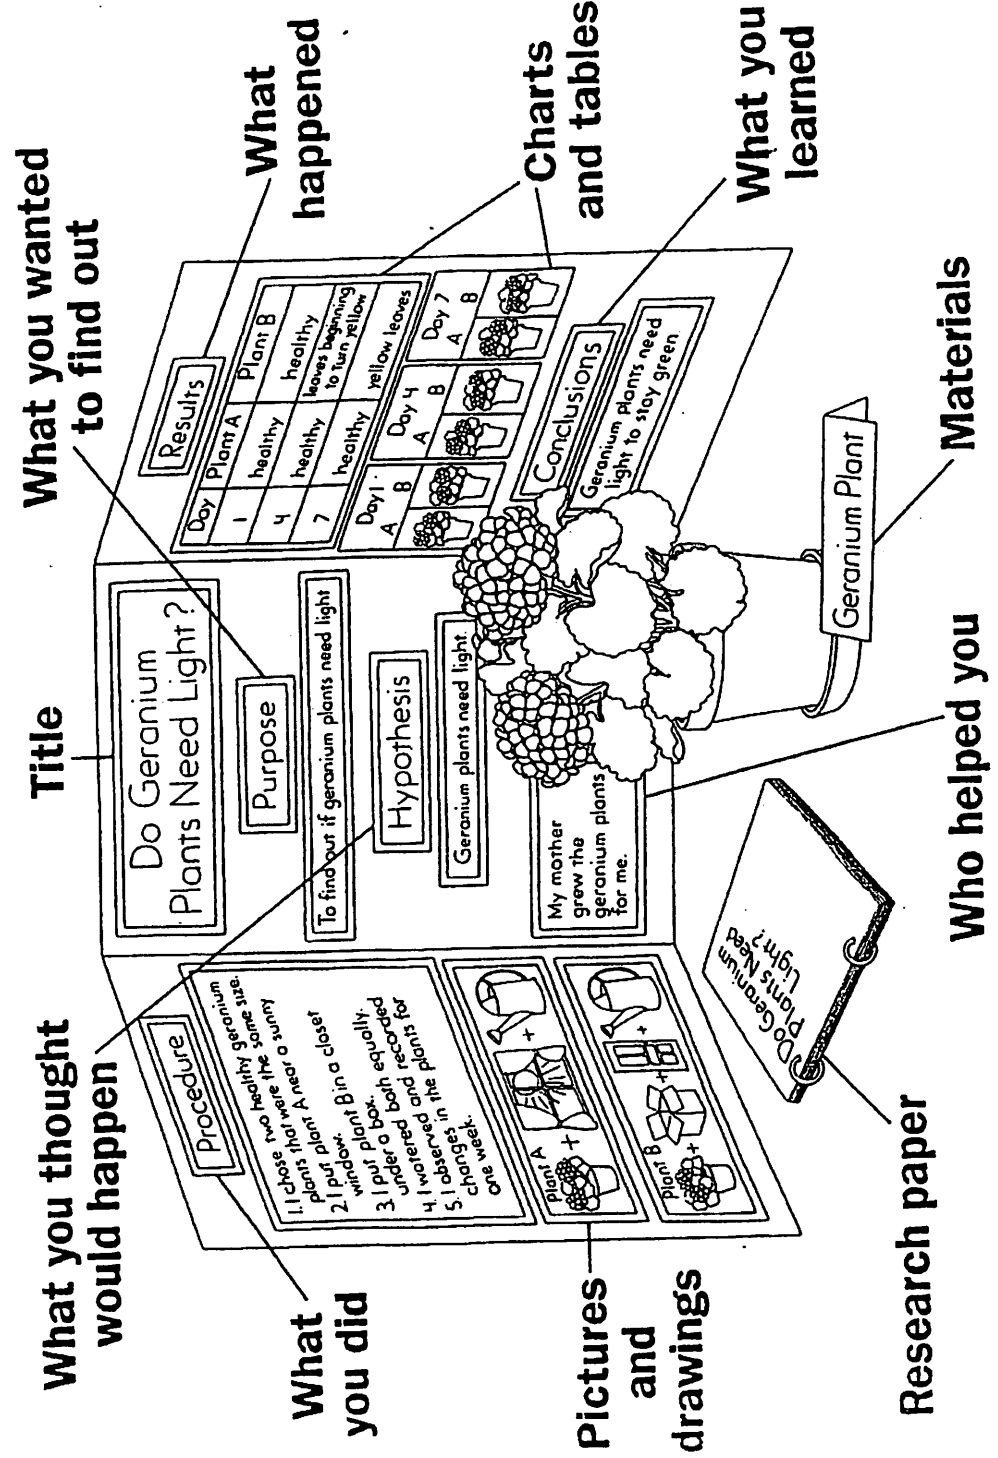 What you thought
would happen
Title
What you wanted
to find out
What
you did
What
happened
Pictures
and
drawings
Charts
and tables
What you
learned
Research paper
Who helped you
Materials
Procedure
1. I chose two healthy geranium
plants that were the same size.
2. I put plant A near a sunny
window.
3. I put plant B in a closet
under a box.
4. I watered both equally.
5. I observed and recorded
changes in the plants for
one week.
Plant A
+
+
Plant B
+
+
+
Do Geranium
Plants Need Light?
Purpose
To find out if geranium plants need light
Hypothesis
Geranium plants need light.
My mother
grew the
geranium plants
for me.
Results
Day Plant A Plant B
1 healthy healthy
4 healthy leaves beginning
to turn yellow
7 healthy yellow leaves
Day 1 Day 4 Day 7
A B A B A B
Conclusions
Geranium plants need
light to stay green
Do Geranium
Plants Need
Light?
Geranium Plant